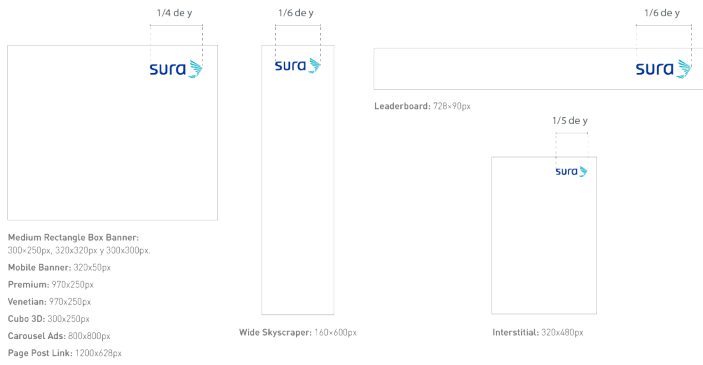 1/4 de y
sura
Medium Rectangle Box Banner:
300×250px, 320x320px y 300x300px.
Mobile Banner: 320x50px
Premium: 970x250px
Venetian: 970x250px
Cubo 3D: 300x250px
Carousel Ads: 800x800px
Page Post Link: 1200x628px
1/6 de y
sura
Wide Skyscraper: 160×600px
1/6 de y
sura
Leaderboard: 728×90px
1/5 de y
sura
Interstitial: 320x480px